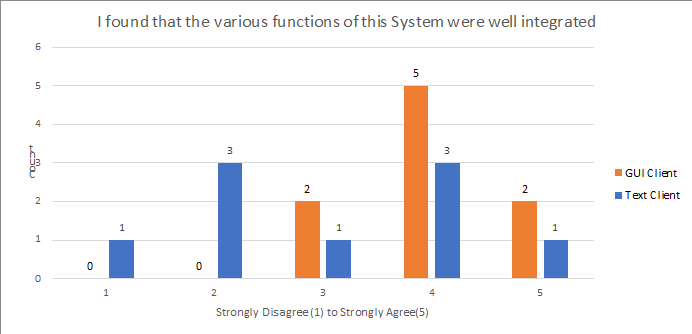 I found that the various functions of this System were well integrated
6
5
4
3
2
1
0
Count
0 1
0 3
2 1
5 3
2 1
1 2 3 4 5
Strongly Disagree (1) to Strongly Agree(5)
GUI Client
Text Client